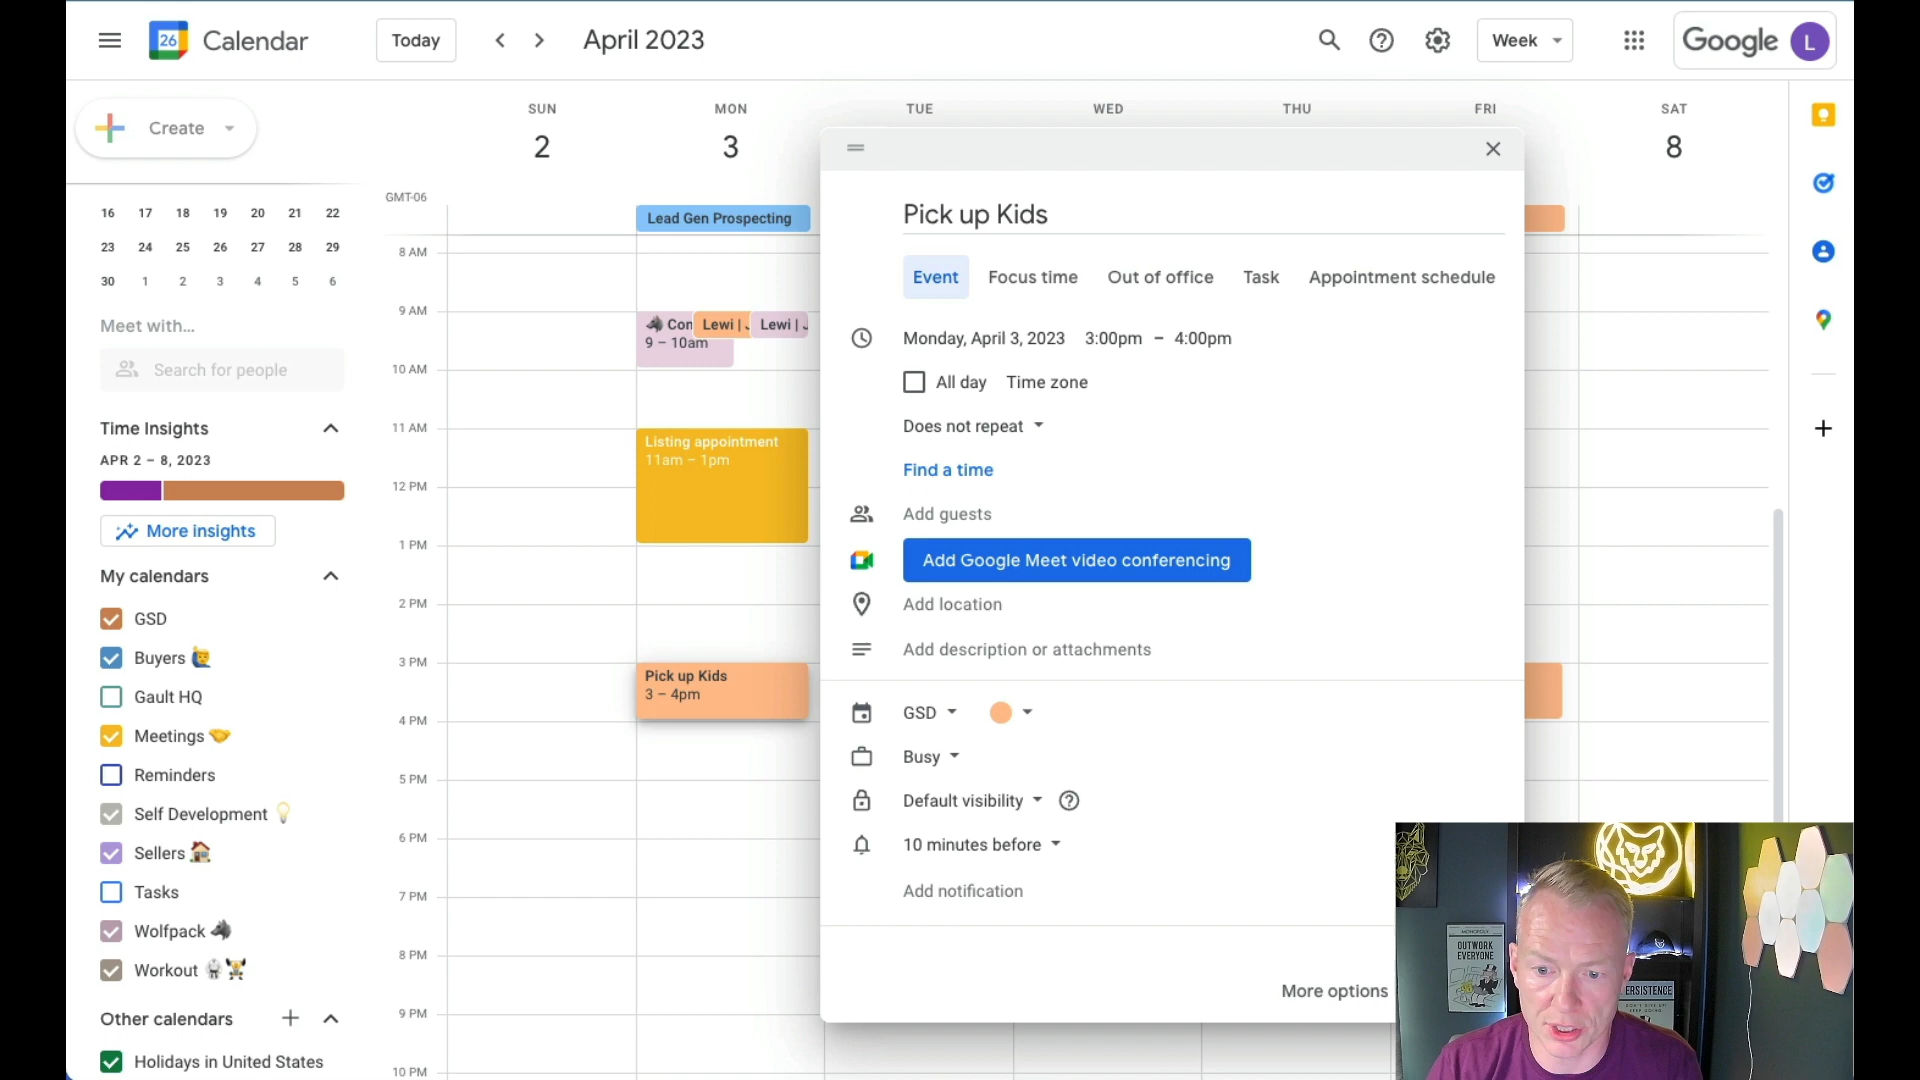 26
Calendar
Today
April 2023
Week
Google
L
Create
SUN
MON
TUE
WED
THU
FRI
SAT
2
3
8
GMT-06
16 17 18 19 20 21 22
23 24 25 26 27 28 29
30 1 2 3 4 5 6
Meet with...
Search for people
Time Insights
APR 2 – 8, 2023
More insights
My calendars
GSD
Buyers 🙋‍♂️
Gault HQ
Meetings 🤝
Reminders
Self Development 💡
Sellers 🏠
Tasks
Wolfpack 🐺
Workout
Other calendars
Holidays in United States
8 AM
9 AM
10 AM
11 AM
12 PM
1 PM
2 PM
3 PM
4 PM
5 PM
6 PM
7 PM
8 PM
9 PM
10 PM
Lead Gen Prospecting
Con
9 – 10am
Lewi |
Lewi |
Listing appointment
11am – 1pm
Pick up Kids
3 – 4pm
Pick up Kids
Event
Focus time
Out of office
Task
Appointment schedule
Monday, April 3, 2023 3:00pm – 4:00pm
All day Time zone
Does not repeat
Find a time
Add guests
Add Google Meet video conferencing
Add location
Add description or attachments
GSD
Busy
Default visibility
10 minutes before
Add notification
More options
MONOPOLY
OUTWORK
EVERYONE
ERSISTENCE